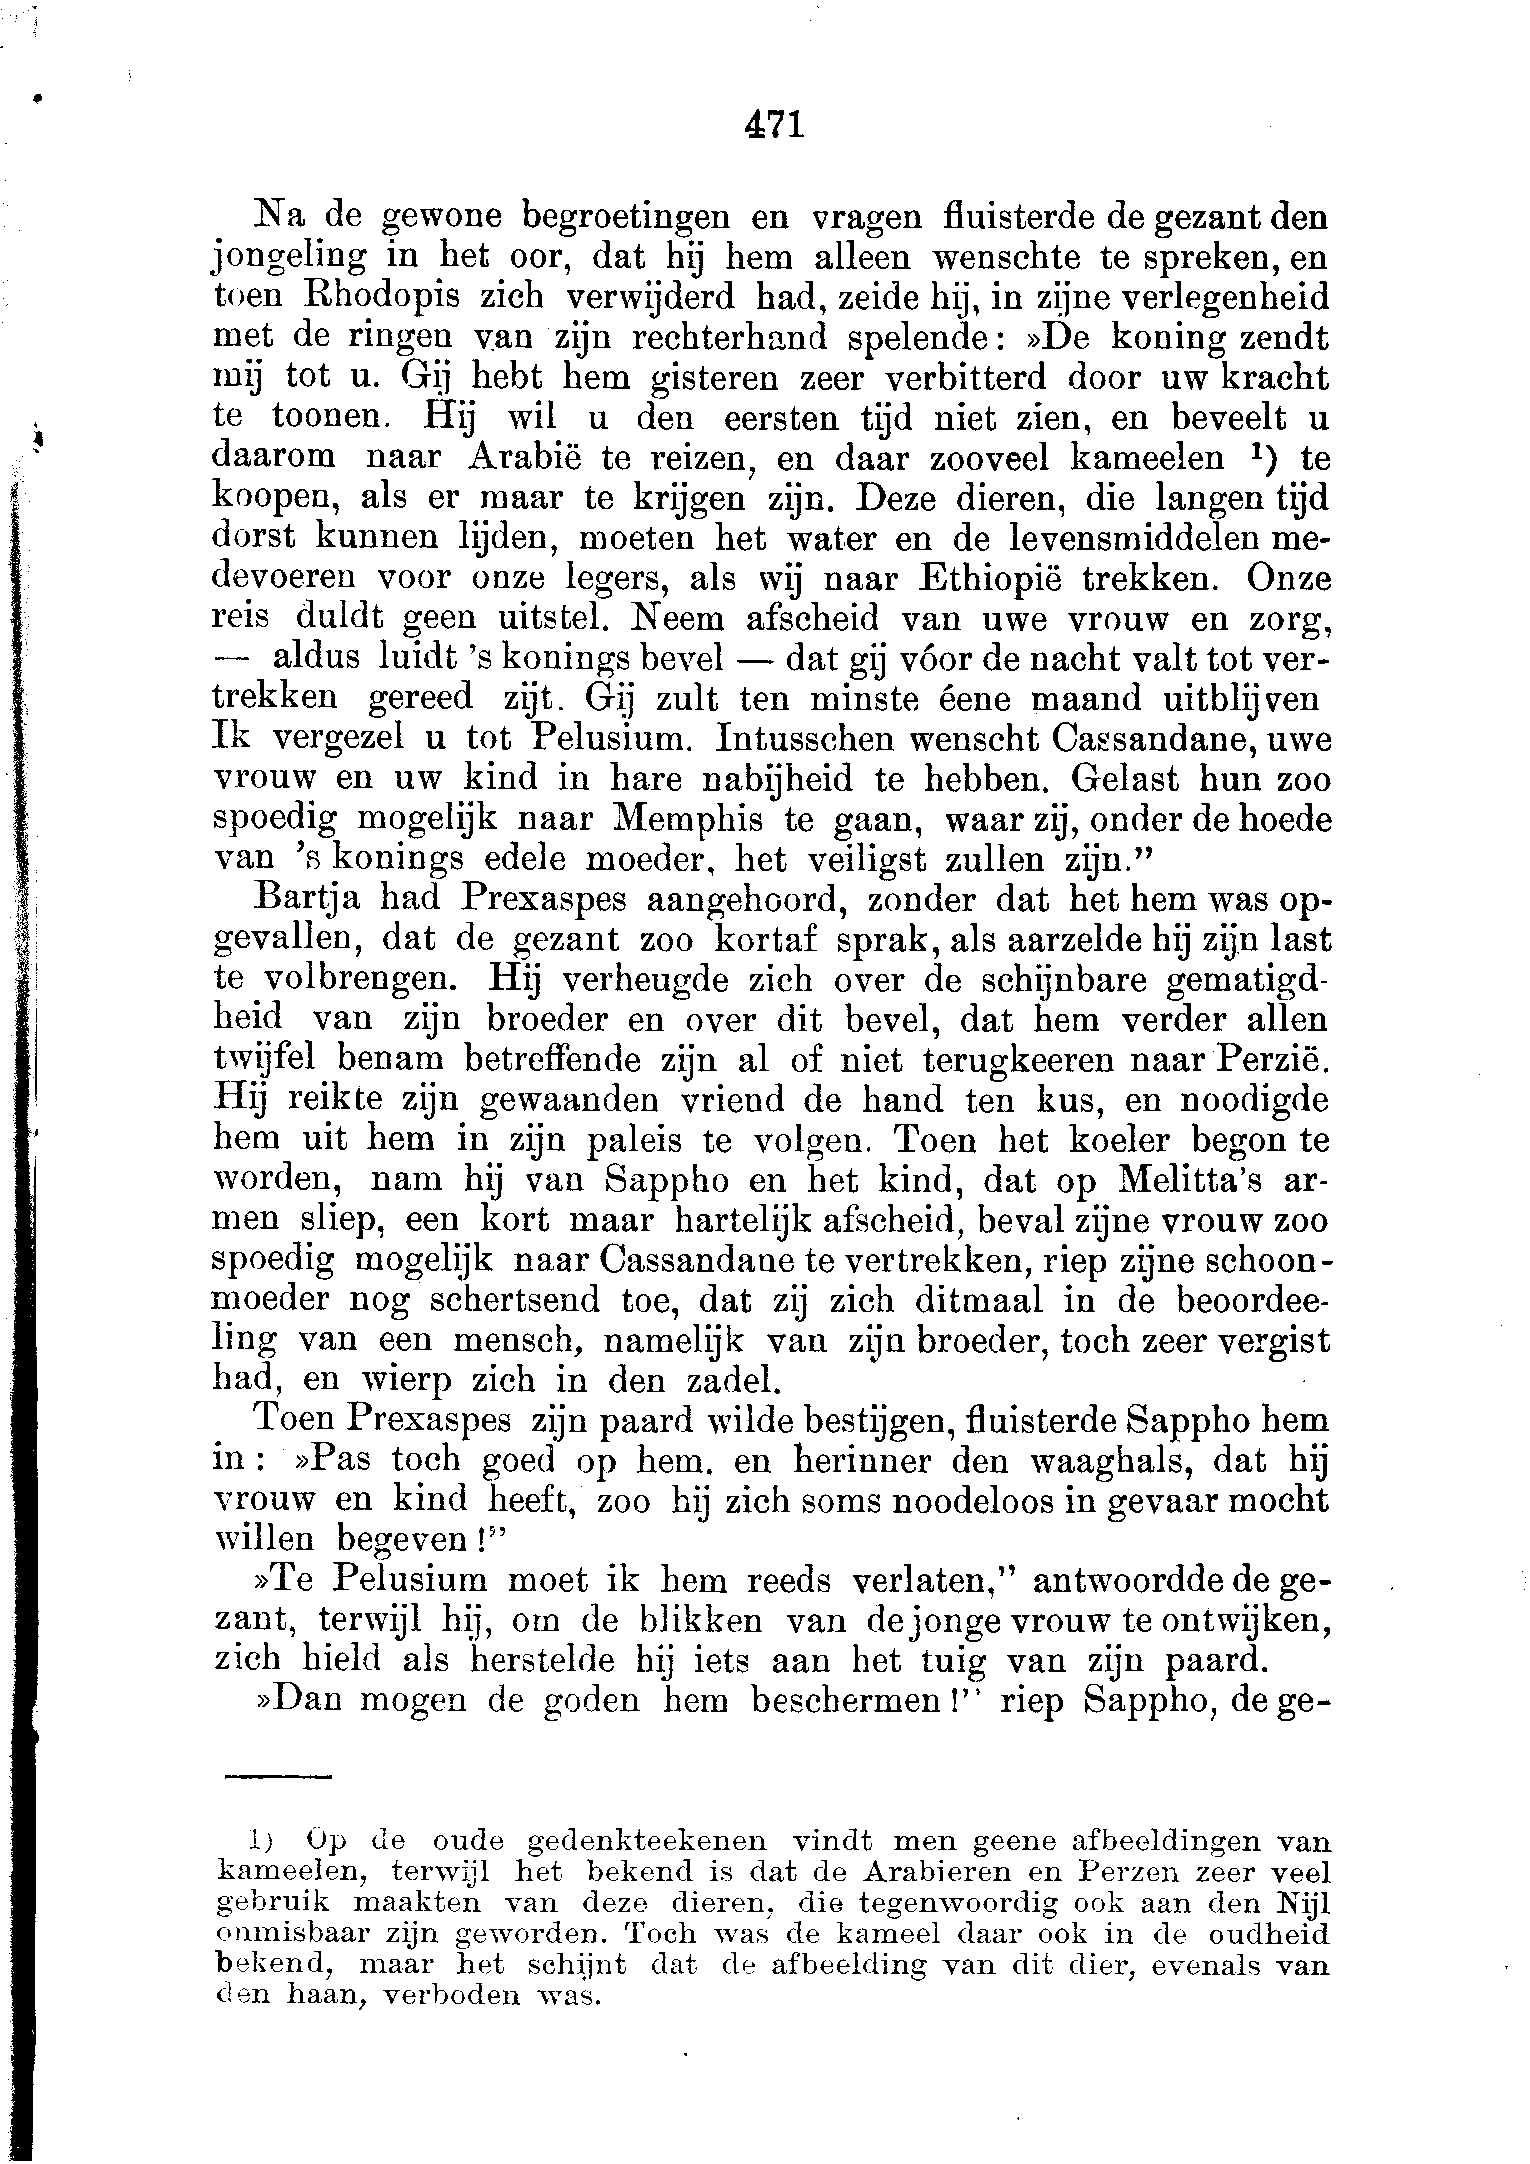 471
Na de gewone begroetingen en vragen fluisterde de gezant den
jongeling in het oor, dat hij hem alleen wenschte te spreken, en
toen Rhodopis zich verwijderd had, zeide hij, in zijne verlegenheid
met de ringen van zijn rechterhand spelende: »De koning zendt
mij tot u. Gij hebt hem gisteren zeer verbitterd door uw kracht
te toonen. Hij wil u den eersten tijd niet zien, en beveelt u
daarom naar Arabië te reizen, en daar zooveel kameelen ¹) te
koopen, als er maar te krijgen zijn. Deze dieren, die langen tijd
dorst kunnen lijden, moeten het water en de levensmiddelen me-
devoeren voor onze legers, als wij naar Ethiopië trekken. Onze
reis duldt geen uitstel. Neem afscheid van uwe vrouw en zorg,
— aldus luidt 's konings bevel — dat gij vóor de nacht valt tot ver-
trekken gereed zijt. Gij zult ten minste éene maand uitblijven
Ik vergezel u tot Pelusium. Intusschen wenscht Cassandane, uwe
vrouw en uw kind in hare nabijheid te hebben. Gelast hun zoo
spoedig mogelijk naar Memphis te gaan, waar zij, onder de hoede
van 's konings edele moeder, het veiligst zullen zijn."
Bartja had Prexaspes aangehoord, zonder dat het hem was op-
gevallen, dat de gezant zoo kortaf sprak, als aarzelde hij zijn last
te volbrengen. Hij verheugde zich over de schijnbare gematigd-
heid van zijn broeder en over dit bevel, dat hem verder allen
twijfel benam betreffende zijn al of niet terugkeeren naar Perzië.
Hij reikte zijn gewaanden vriend de hand ten kus, en noodigde
hem uit hem in zijn paleis te volgen. Toen het koeler begon te
worden, nam hij van Sappho en het kind, dat op Melitta's ar-
men sliep, een kort maar hartelijk afscheid, beval zijne vrouw zoo
spoedig mogelijk naar Cassandane te vertrekken, riep zijne schoon-
moeder nog schertsend toe, dat zij zich ditmaal in de beoordee-
ling van een mensch, namelijk van zijn broeder, toch zeer vergist
had, en wierp zich in den zadel.
Toen Prexaspes zijn paard wilde bestijgen, fluisterde Sappho hem
in: »Pas toch goed op hem. en herinner den waaghals, dat hij
vrouw en kind heeft, zoo hij zich soms noodeloos in gevaar mocht
willen begeven!"
»Te Pelusium moet ik hem reeds verlaten," antwoordde de ge-
zant, terwijl hij, om de blikken van de jonge vrouw te ontwijken,
zich hield als herstelde hij iets aan het tuig van zijn paard.
»Dan mogen de goden hem beschermen!" riep Sappho, de ge-
1) Op de oude gedenkteekenen vindt men geene afbeeldingen van
kameelen, terwijl het bekend is dat de Arabieren en Perzen zeer veel
gebruik maakten van deze dieren, die tegenwoordig ook aan den Nijl
onmisbaar zijn geworden. Toch was de kameel daar ook in de oudheid
bekend, maar het schijnt dat de afbeelding van dit dier, evenals van
den haan, verboden was.